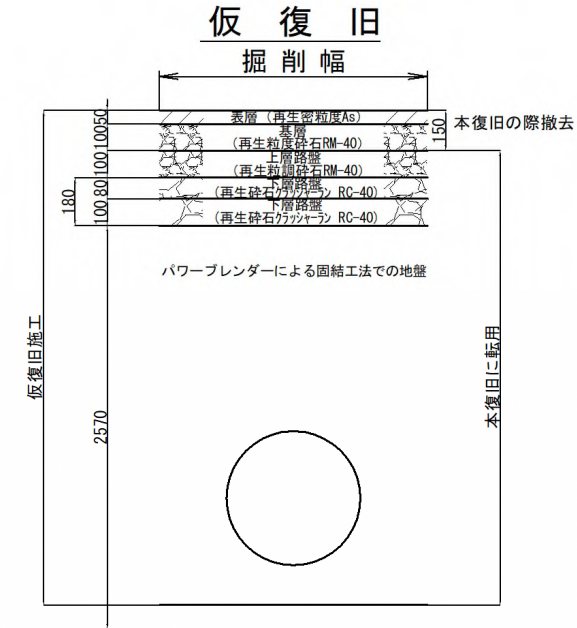 仮復旧
掘削幅
表層 (再生密粒度As)
基層
(再生粒度砕石RM-40)
上層路盤
(再生粒調砕石RM-40)
下層路盤
(再生砕石クラッシャーラン RC-40)
下層路盤
(再生砕石クラッシャーラン RC-40)
50
100
100
80
100
180
150
本復旧の際撤去
パワーブレンダーによる固結工法での地盤
仮復旧施工
2570
本復旧に転用